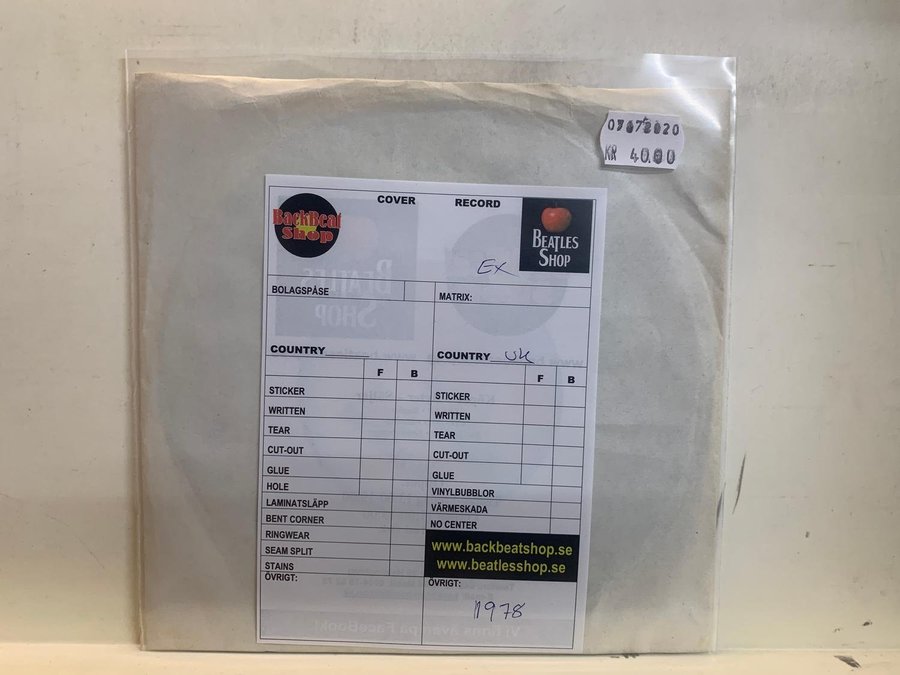 KR 40.00
COVER RECORD
BackBeat Shop
BEATLES SHOP
Ex
BOLAGSPÅSE MATRIX:
COUNTRY COUNTRY UK
F B F B
STICKER STICKER
WRITTEN WRITTEN
TEAR TEAR
CUT-OUT CUT-OUT
GLUE GLUE
HOLE VINYLBUBBLOR
LAMINATSLÄPP VÄRMESKADA
BENT CORNER NO CENTER
RINGWEAR
SEAM SPLIT
STAINS
www.backbeatshop.se
www.beatlesshop.se
ÖVRIGT: ÖVRIGT:
1978